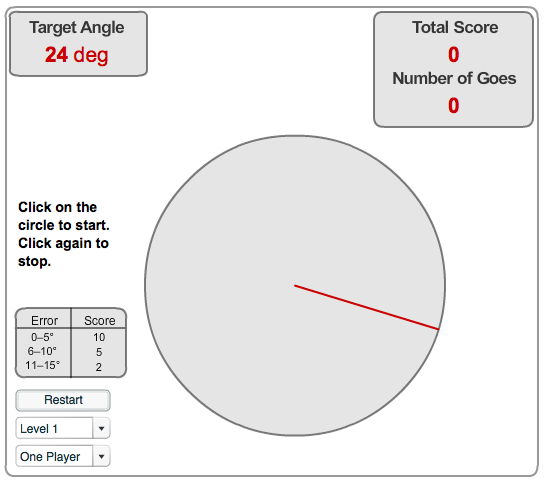 Target Angle
24 deg
Total Score
0
Number of Goes
0
Click on the
circle to start.
Click again to
stop.
Error Score
0–5° 10
6–10° 5
11–15° 2
Restart
Level 1
One Player